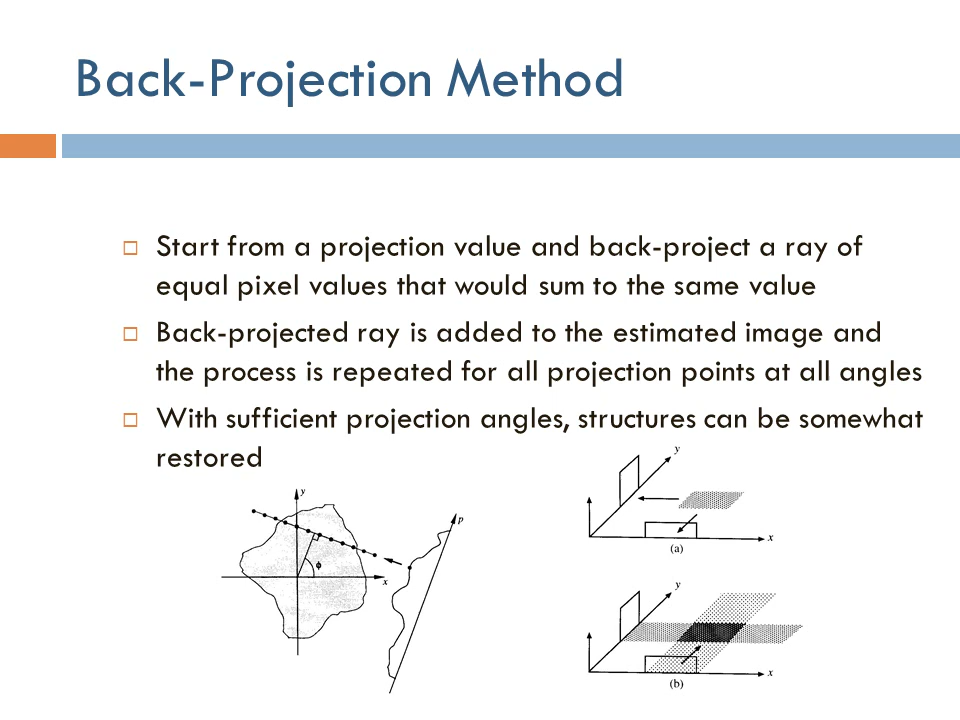 Back-Projection Method
Start from a projection value and back-project a ray of
equal pixel values that would sum to the same value
Back-projected ray is added to the estimated image and
the process is repeated for all projection points at all angles
With sufficient projection angles, structures can be somewhat
restored
y
p
ϕ
x
y
x
(a)
y
x
(b)